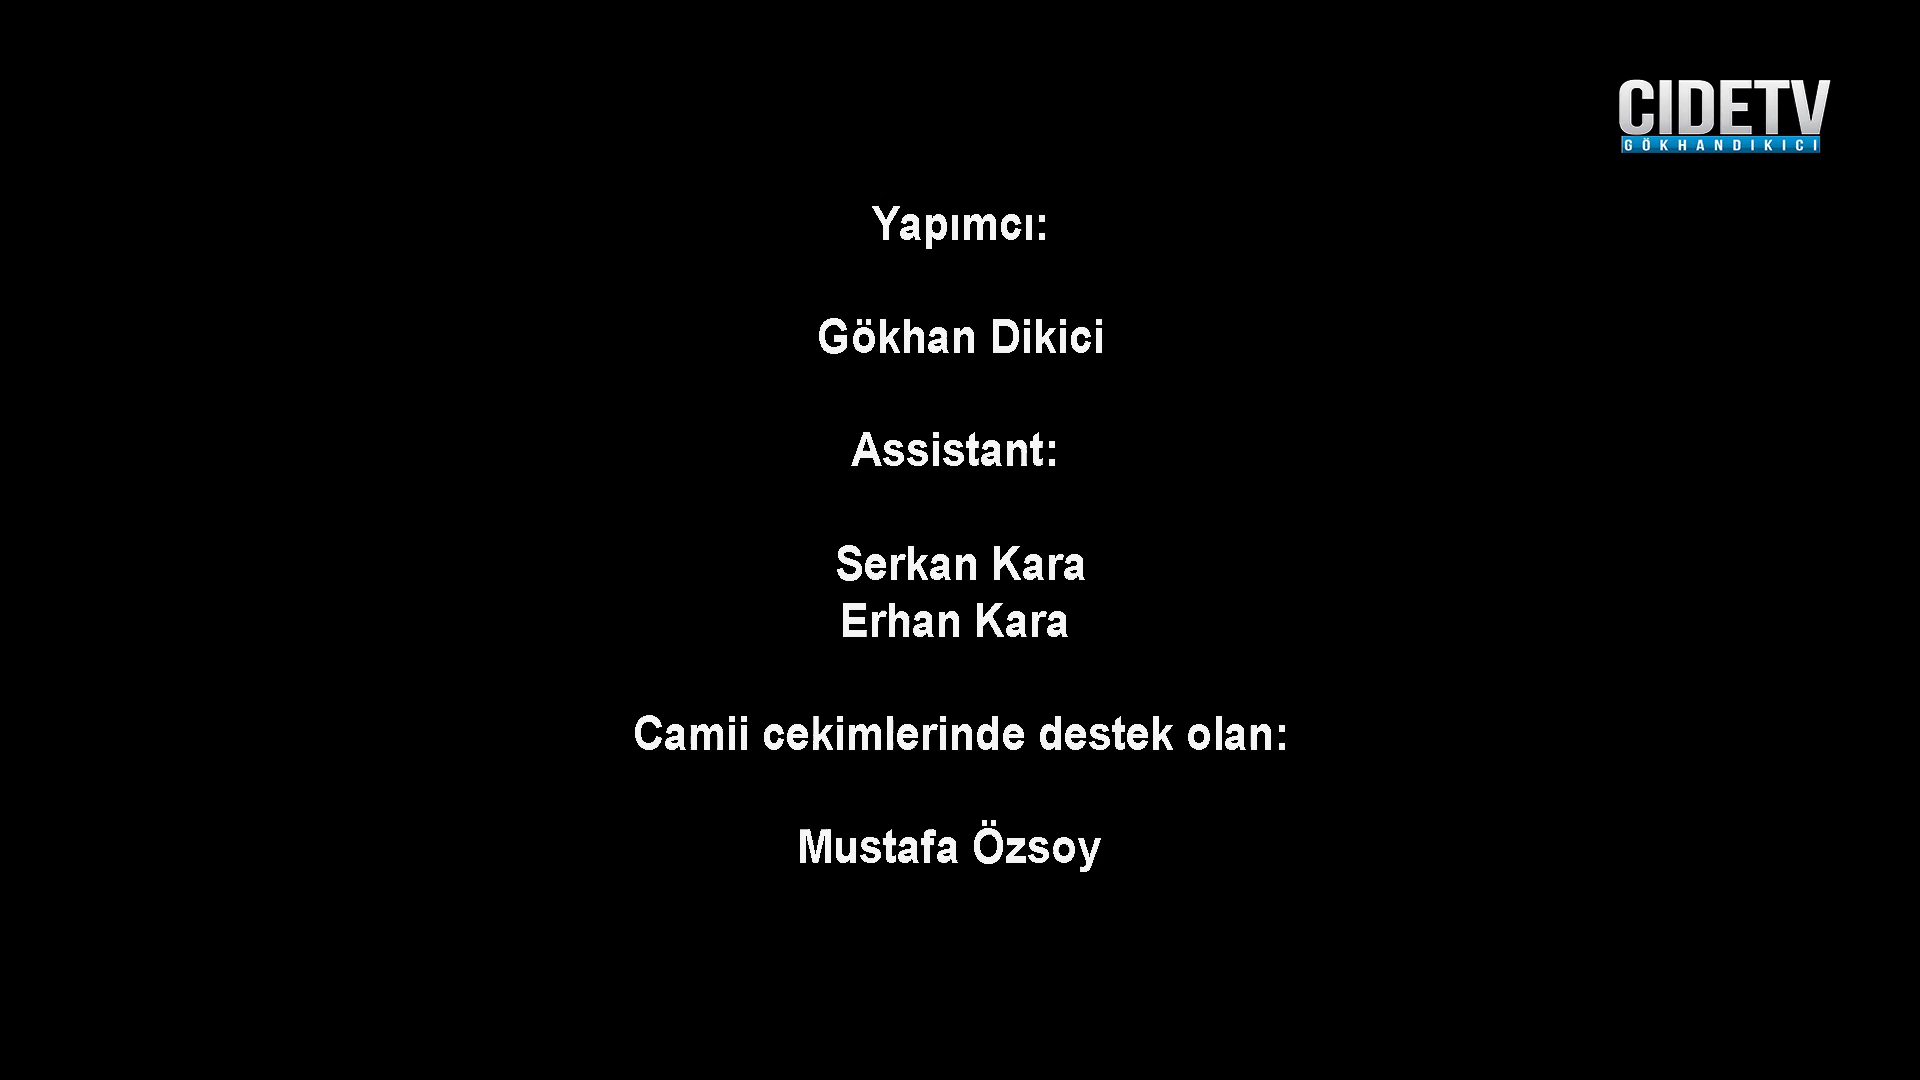 CIDETV
GÖKHANDIKICI
Yapımcı:
Gökhan Dikici
Assistant:
Serkan Kara
Erhan Kara
Camii cekimlerinde destek olan:
Mustafa Özsoy